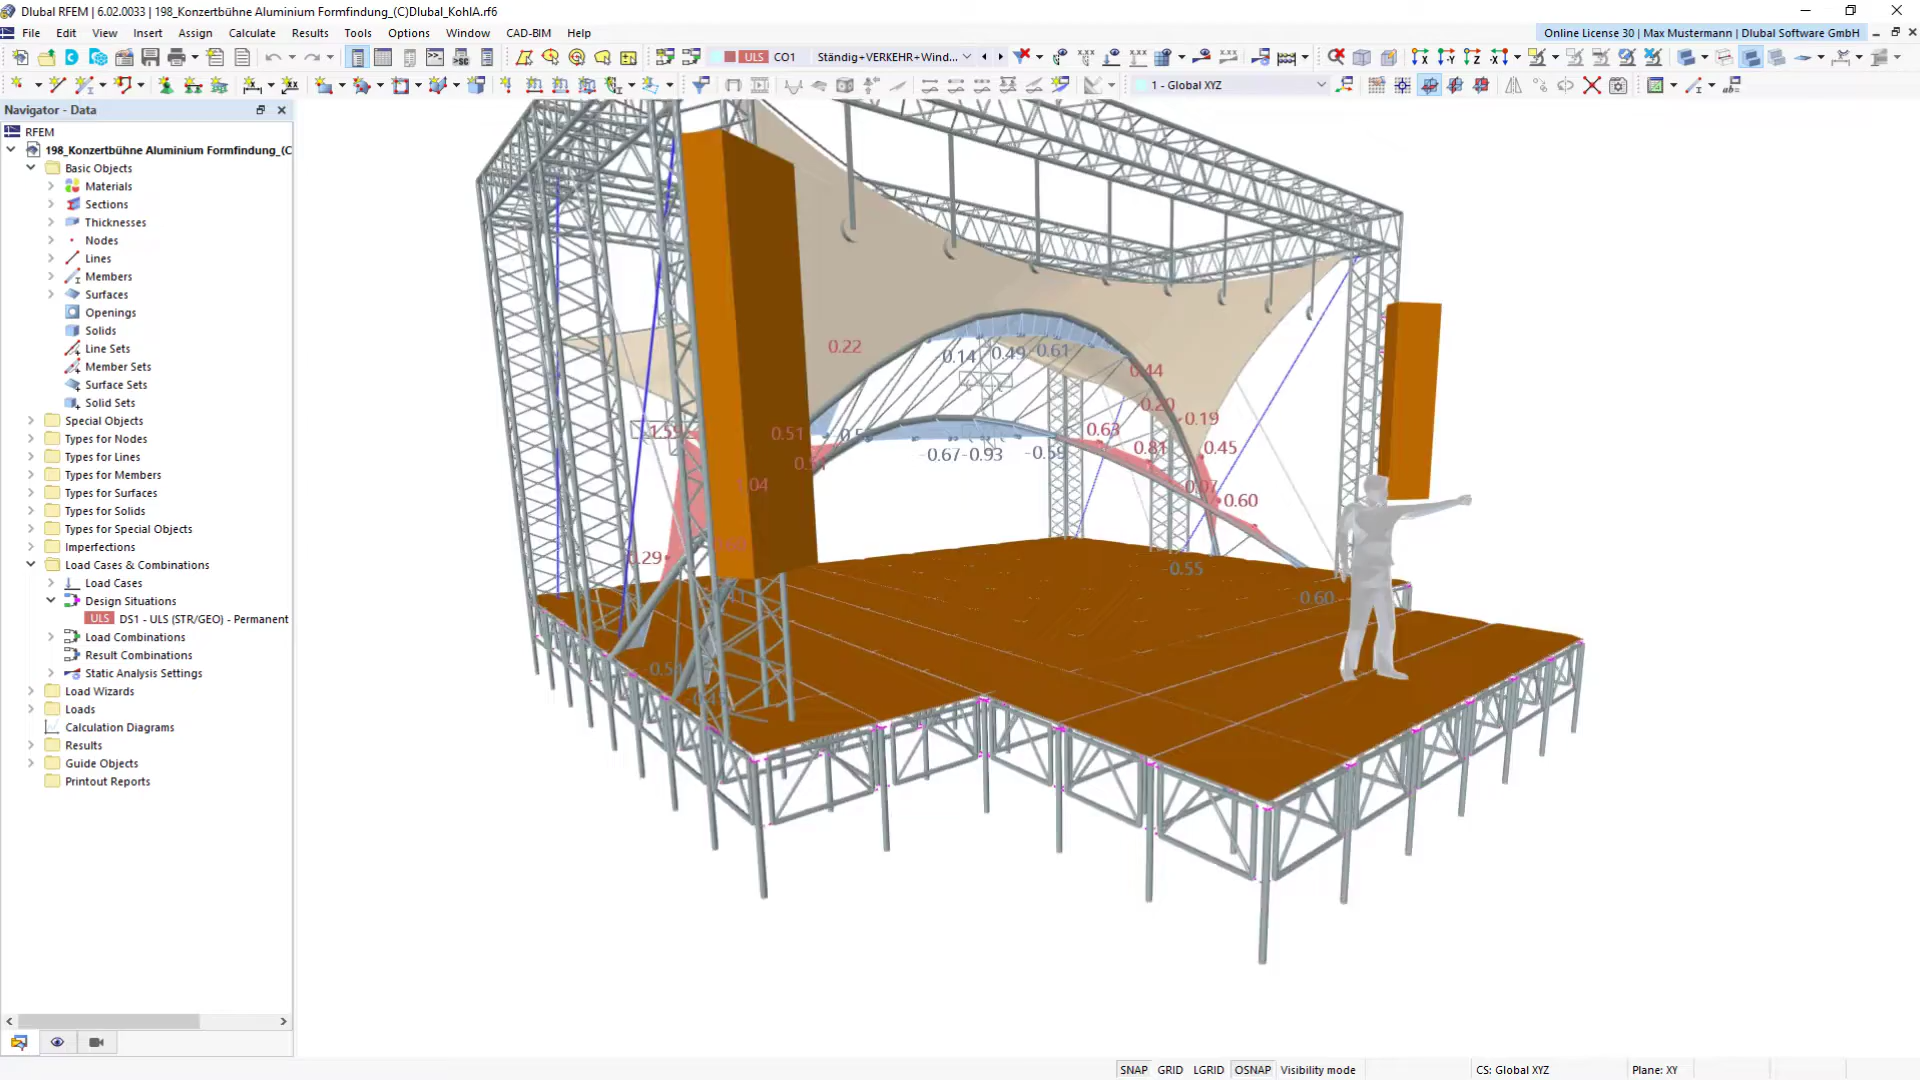 Dlubal RFEM | 6.02.0033 | 198_Konzertbühne Aluminium Formfindung_(C)Dlubal_KohlA.rf6
File Edit View Insert Assign Calculate Results Tools Options Window CAD-BIM Help
Online License 30 | Max Mustermann | Dlubal Software GmbH
ULS CO1 Ständig+VERKEHR+Wind...
1 - Global XYZ
Navigator - Data
RFEM
198_Konzertbühne Aluminium Formfindung_(C
Basic Objects
Materials
Sections
Thicknesses
Nodes
Lines
Members
Surfaces
Openings
Solids
Line Sets
Member Sets
Surface Sets
Solid Sets
Special Objects
Types for Nodes
Types for Lines
Types for Members
Types for Surfaces
Types for Solids
Types for Special Objects
Imperfections
Load Cases & Combinations
Load Cases
Design Situations
ULS DS1 - ULS (STR/GEO) - Permanent
Load Combinations
Result Combinations
Static Analysis Settings
Load Wizards
Loads
Calculation Diagrams
Results
Guide Objects
Printout Reports
0.22
0.14 0.49 -0.61
0.44
0.20 0.19
1.59 0.51
0.63
0.81 0.45
-0.67 -0.93 -0.59
0.07
0.60
0.29
-0.55
0.60
SNAP GRID LGRID OSNAP Visibility mode
CS: Global XYZ
Plane: XY